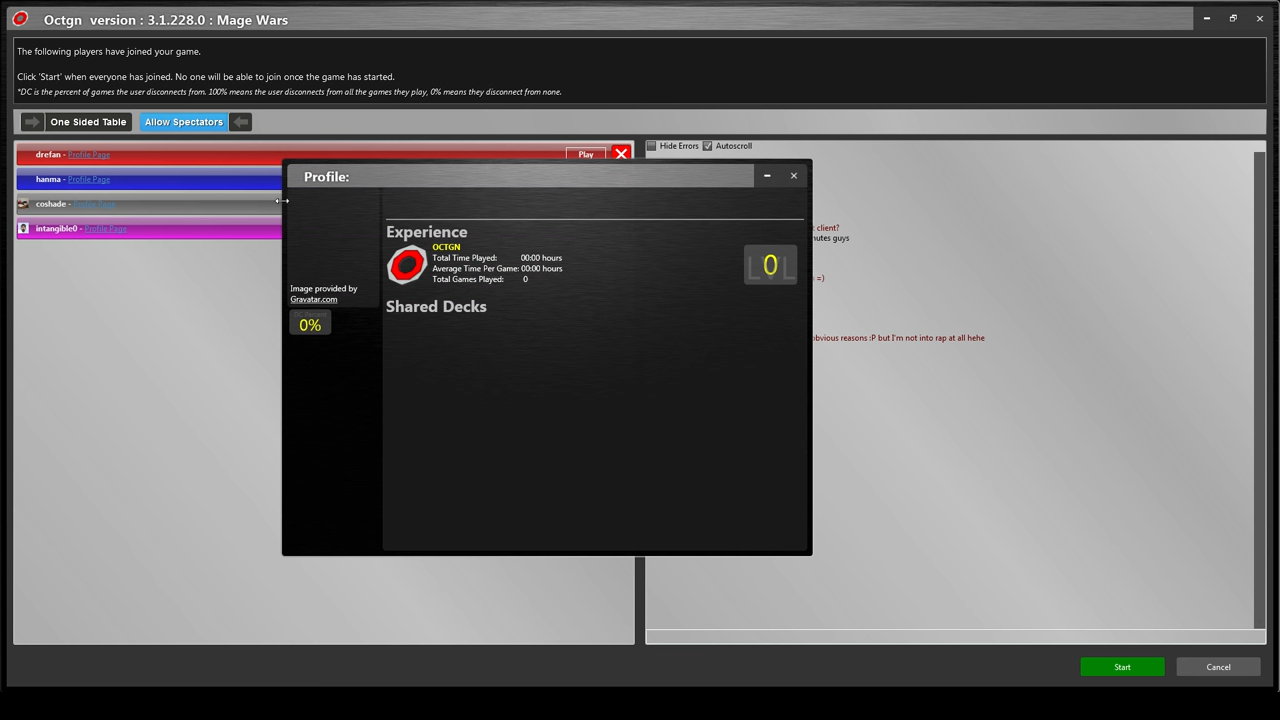 Octgn version : 3.1.228.0 : Mage Wars
The following players have joined your game.
Click 'Start' when everyone has joined. No one will be able to join once the game has started.
*DC is the percent of games the user disconnects from. 100% means the user disconnects from all the games they play, 0% means they disconnect from none.
One Sided Table
Allow Spectators
drefan - Profile Page
Play
hanma - Profile Page
coshade - Profile Page
intangible0 - Profile Page
Hide Errors
Autoscroll
Profile:
Image provided by
Gravatar.com
DC Percent
0%
Experience
OCTGN
Total Time Played: 00:00 hours
Average Time Per Game: 00:00 hours
Total Games Played: 0
LVL
0
Shared Decks
client?
nutes guys
=)
obvious reasons :P but I'm not into rap at all hehe
Start
Cancel